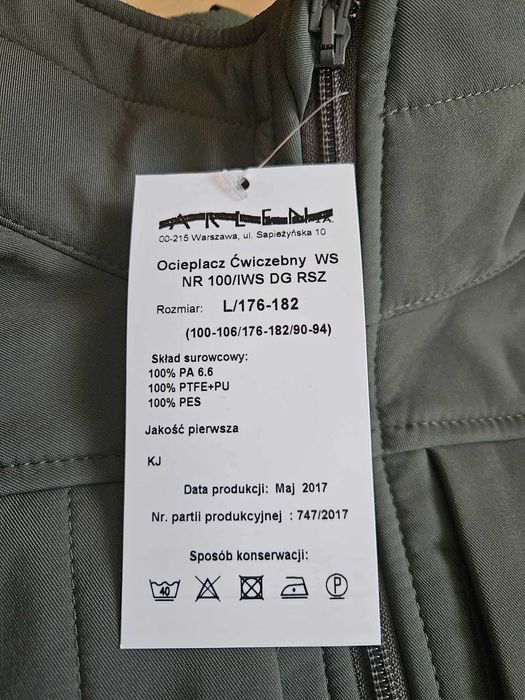 ARLEN S.A.
00-215 Warszawa, ul. Sapieżyńska 10
Ocieplacz Ćwiczebny WS
NR 100/IWS DG RSZ
Rozmiar: L/176-182
(100-106/176-182/90-94)
Skład surowcowy:
100% PA 6.6
100% PTFE+PU
100% PES
Jakość pierwsza
KJ
Data produkcji: Maj 2017
Nr. partii produkcyjnej : 747/2017
Sposób konserwacji:
40 P